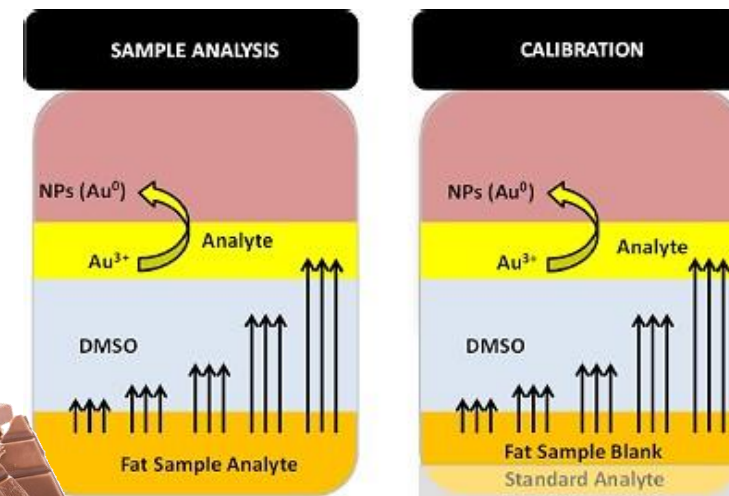 SAMPLE ANALYSIS
NPs (Au⁰)
Analyte
Au³⁺
DMSO
Fat Sample Analyte
CALIBRATION
NPs (Au⁰)
Analyte
Au³⁺
DMSO
Fat Sample Blank
Standard Analyte